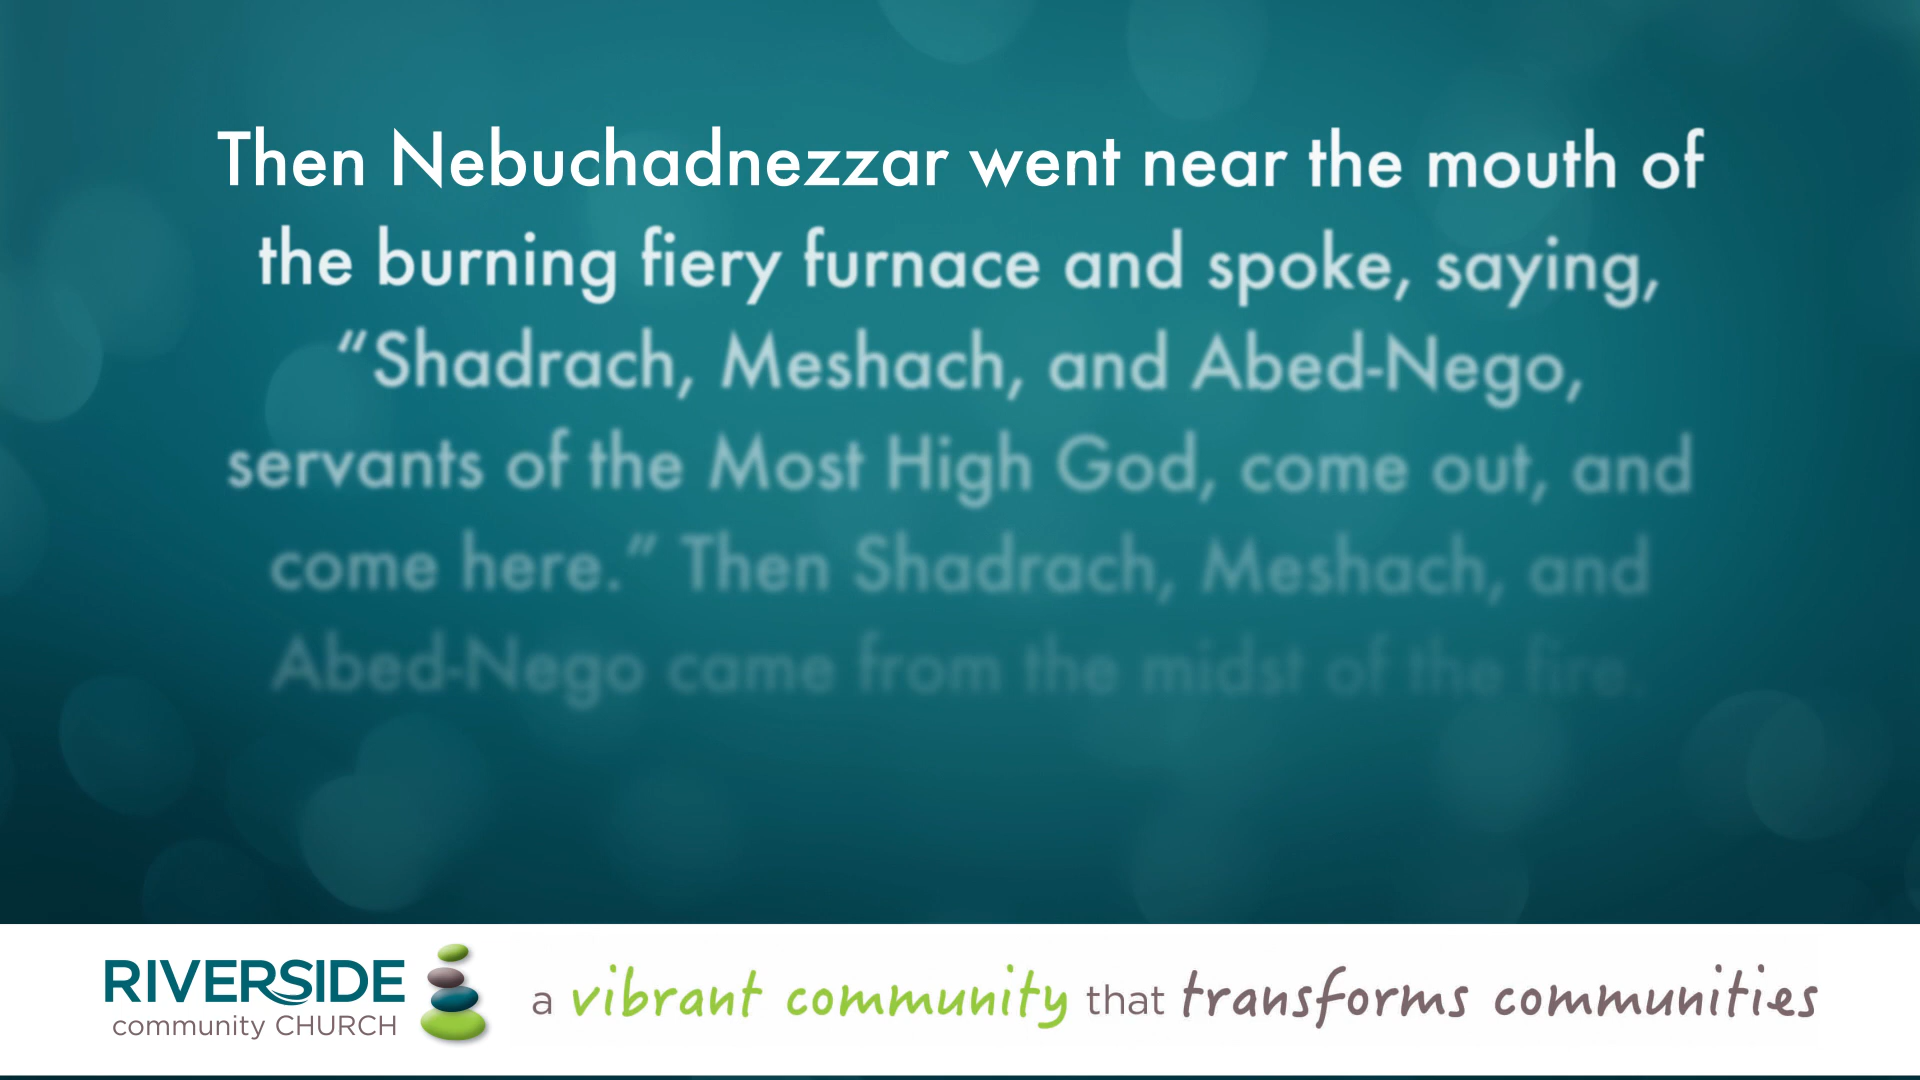 Then Nebuchadnezzar went near the mouth of
the burning fiery furnace and spoke, saying,
“Shadrach, Meshach, and Abed-Nego,
servants of the Most High God, come out, and
come here.” Then Shadrach, Meshach, and
Abed-Nego came from the midst of the fire.
RIVERSIDE
community CHURCH
a vibrant community that transforms communities